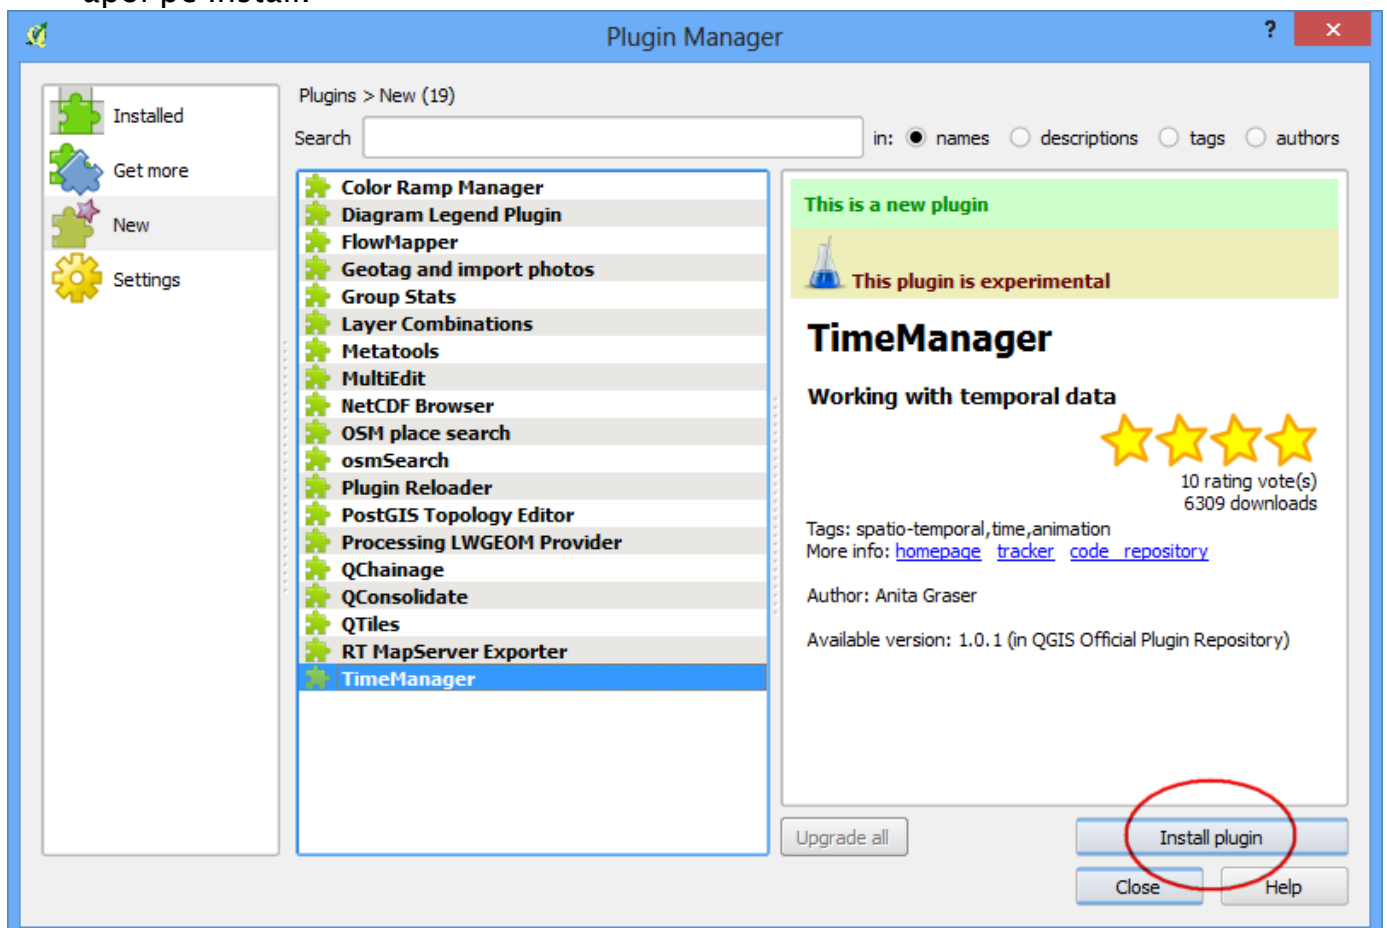 apoi pe Install.
Plugin Manager
?
Installed
Get more
New
Settings
Plugins > New (19)
Search
in: names descriptions tags authors
Color Ramp Manager
Diagram Legend Plugin
FlowMapper
Geotag and import photos
Group Stats
Layer Combinations
Metatools
MultiEdit
NetCDF Browser
OSM place search
osmSearch
Plugin Reloader
PostGIS Topology Editor
Processing LWGEOM Provider
QChainage
QConsolidate
QTiles
RT MapServer Exporter
TimeManager
This is a new plugin
This plugin is experimental
TimeManager
Working with temporal data
10 rating vote(s)
6309 downloads
Tags: spatio-temporal,time,animation
More info: homepage tracker code_repository
Author: Anita Graser
Available version: 1.0.1 (in QGIS Official Plugin Repository)
Upgrade all
Install plugin
Close
Help